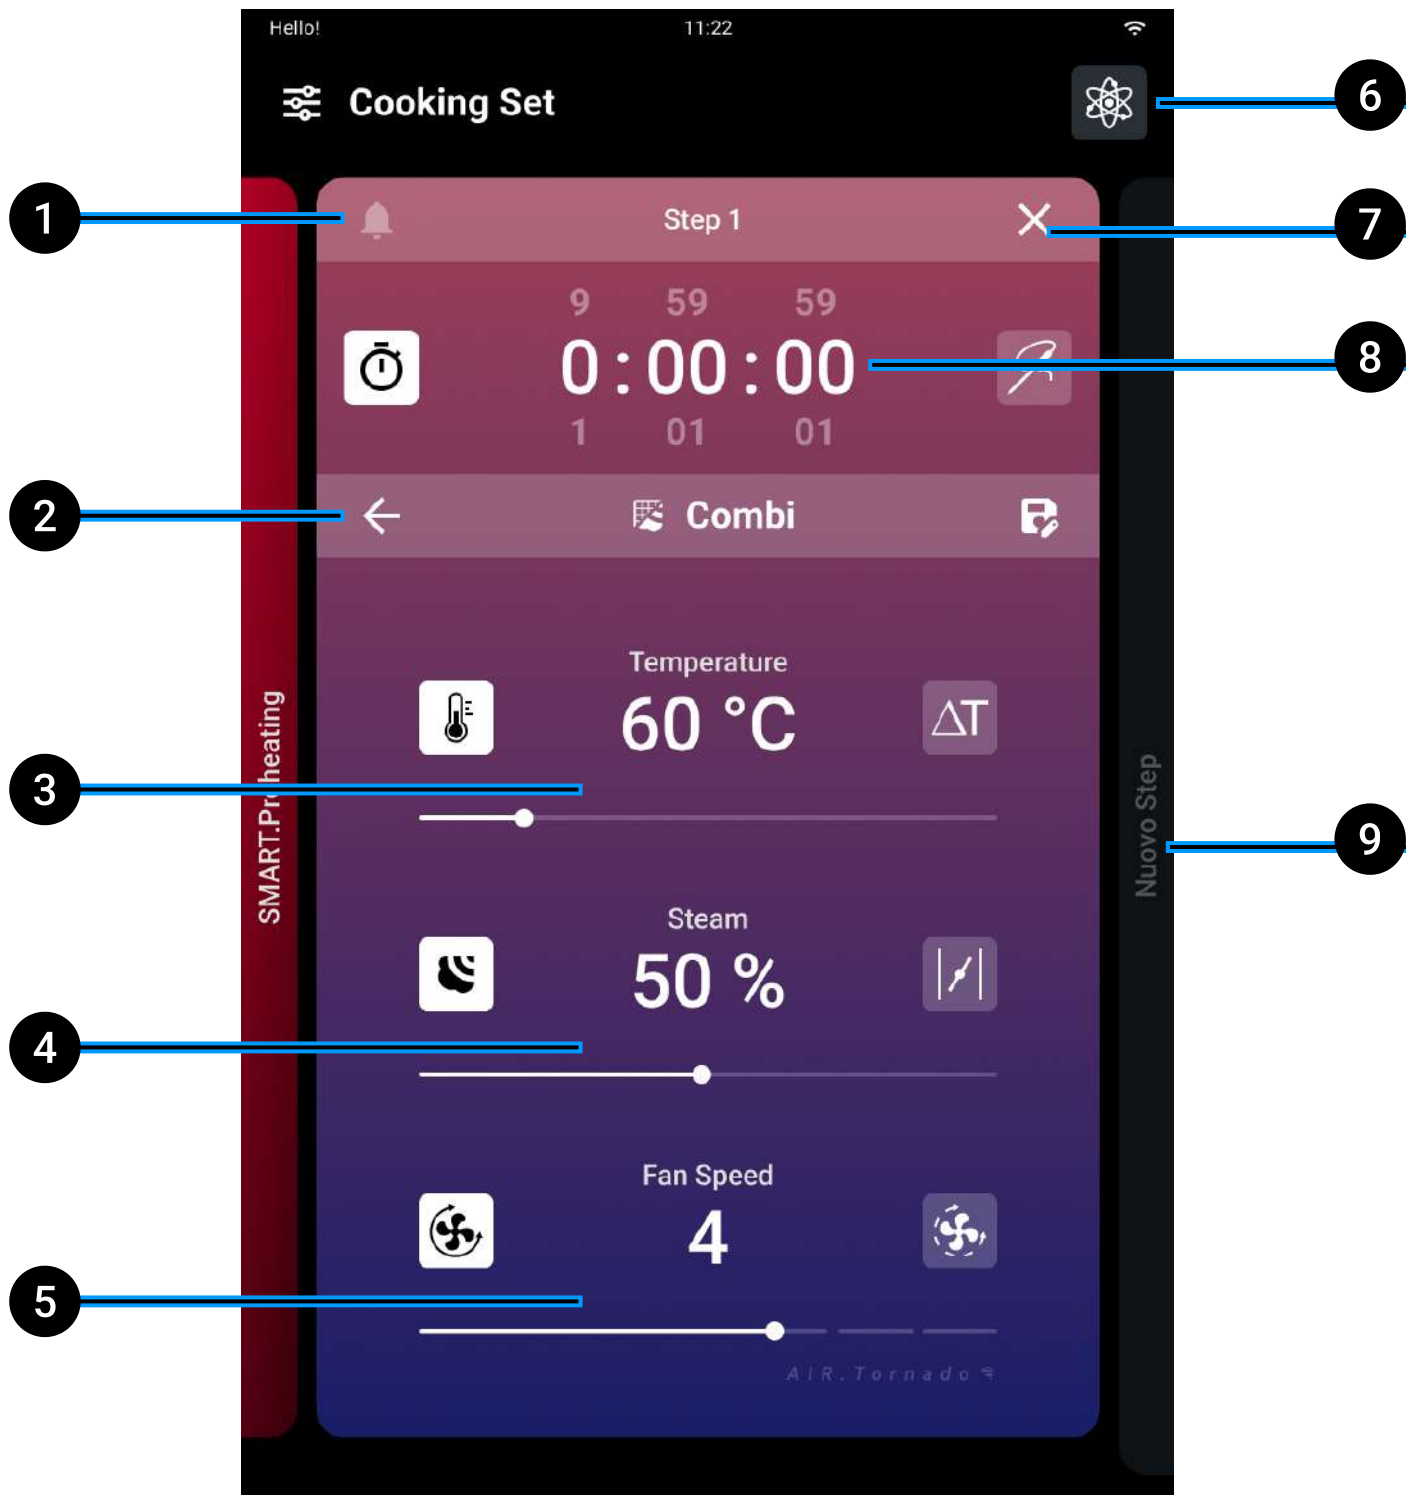 Hello!
11:22
Cooking Set
6
1
Step 1
7
9 59 59
0 : 00 : 00
8
1 01 01
2
Combi
Temperature
60 °C
ΔT
3
SMART.Preheating
Nuovo Step
9
Steam
50 %
4
Fan Speed
4
5
AIR.Tornado